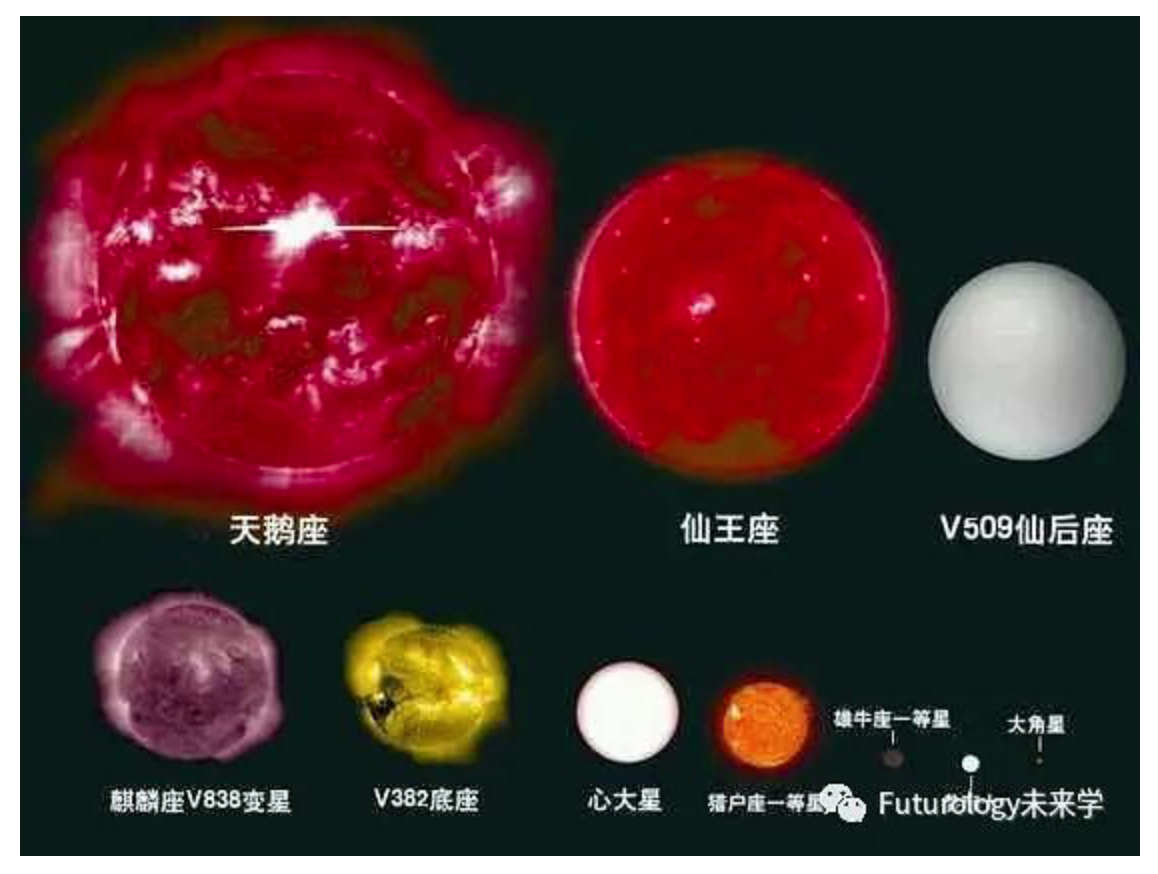 天鹅座
仙王座
V509仙后座
麒麟座V838变星
V382底座
心大星
猎户座一等星
雄牛座一等星
大角星
Futurology未来学